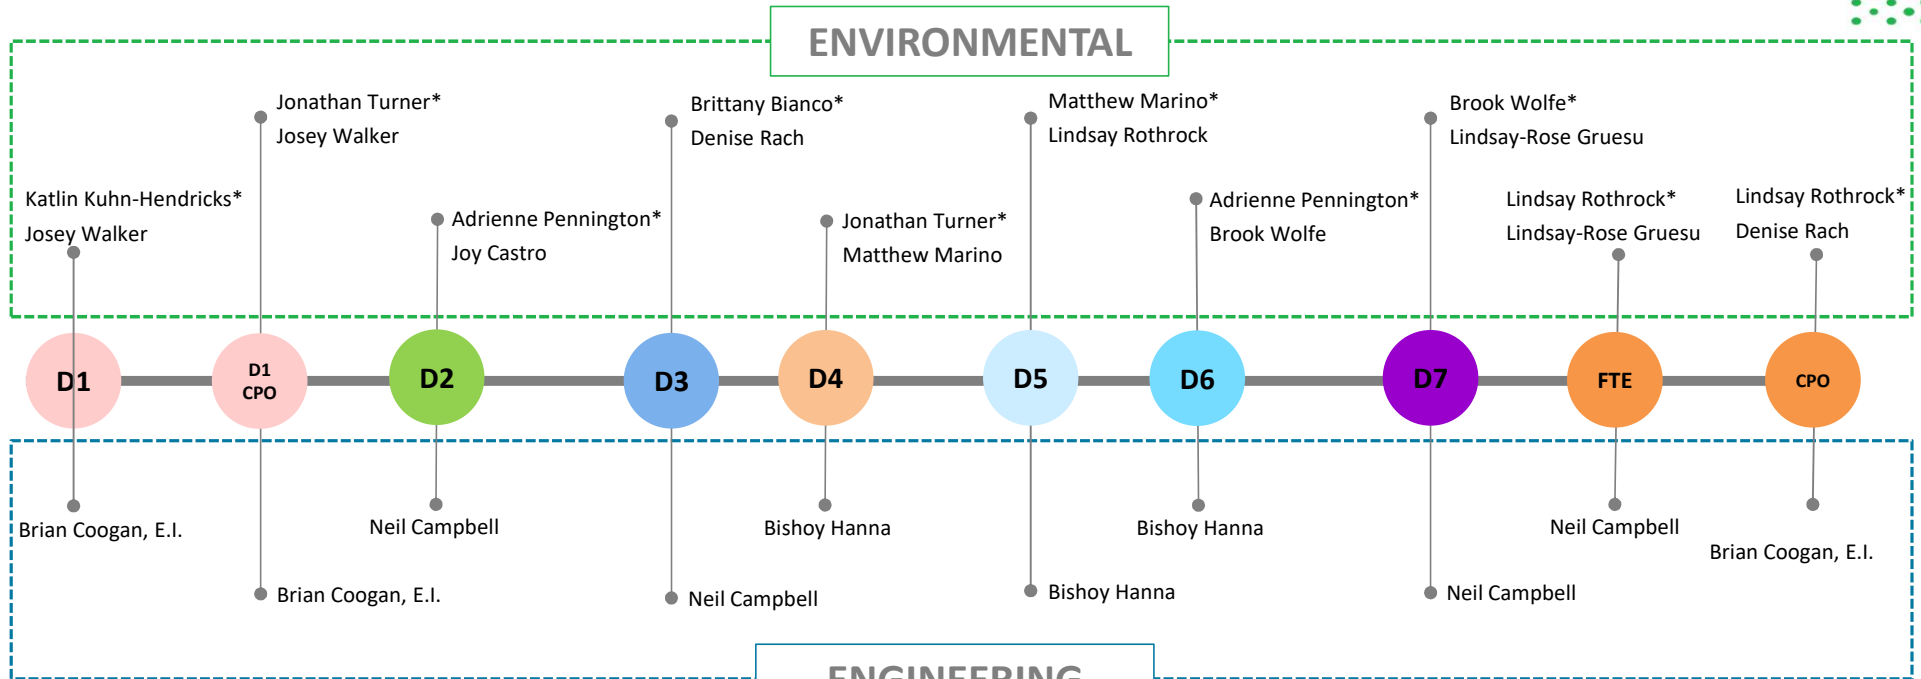 ENVIRONMENTAL
Katlin Kuhn-Hendricks*
Josey Walker
Jonathan Turner*
Josey Walker
Adrienne Pennington*
Joy Castro
Brittany Bianco*
Denise Rach
Jonathan Turner*
Matthew Marino
Matthew Marino*
Lindsay Rothrock
Adrienne Pennington*
Brook Wolfe
Brook Wolfe*
Lindsay-Rose Gruesu
Lindsay Rothrock*
Lindsay-Rose Gruesu
Lindsay Rothrock*
Denise Rach
D1
D1
CPO
D2
D3
D4
D5
D6
D7
FTE
CPO
Brian Coogan, E.I.
Brian Coogan, E.I.
Neil Campbell
Neil Campbell
Bishoy Hanna
Bishoy Hanna
Bishoy Hanna
Neil Campbell
Neil Campbell
Brian Coogan, E.I.
ENGINEERING